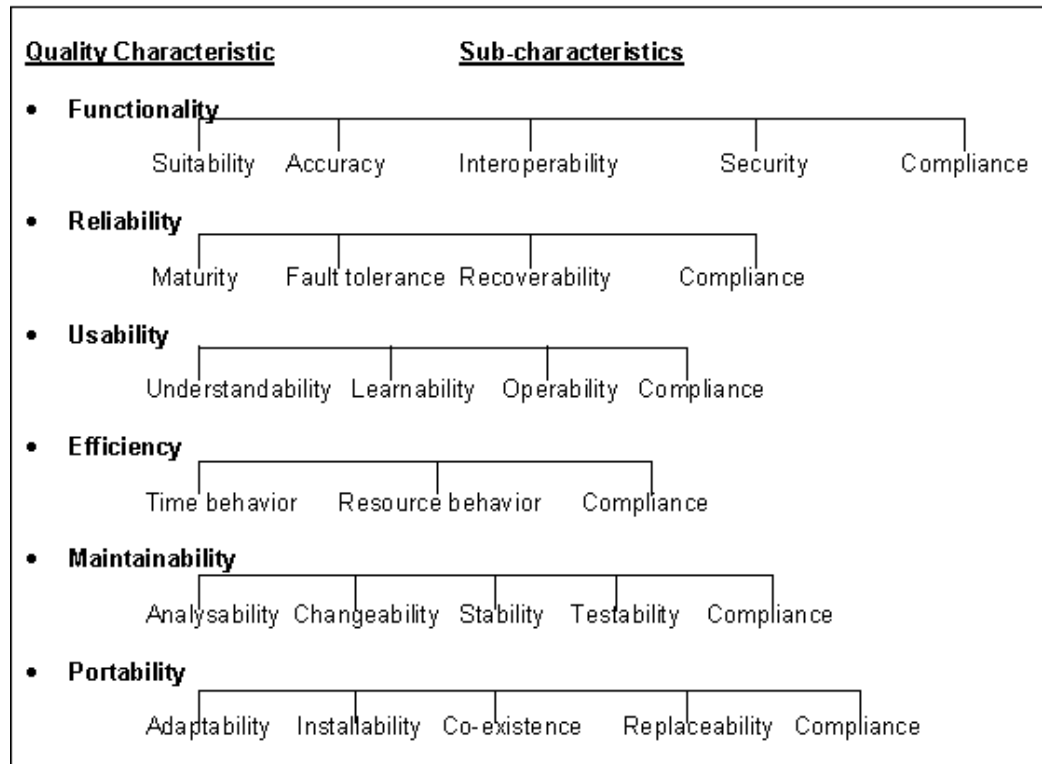 Quality Characteristic Sub-characteristics
• Functionality
Suitability Accuracy Interoperability Security Compliance
• Reliability
Maturity Fault tolerance Recoverability Compliance
• Usability
Understandability Learnability Operability Compliance
• Efficiency
Time behavior Resource behavior Compliance
• Maintainability
Analysability Changeability Stability Testability Compliance
• Portability
Adaptability Installability Co-existence Replaceability Compliance